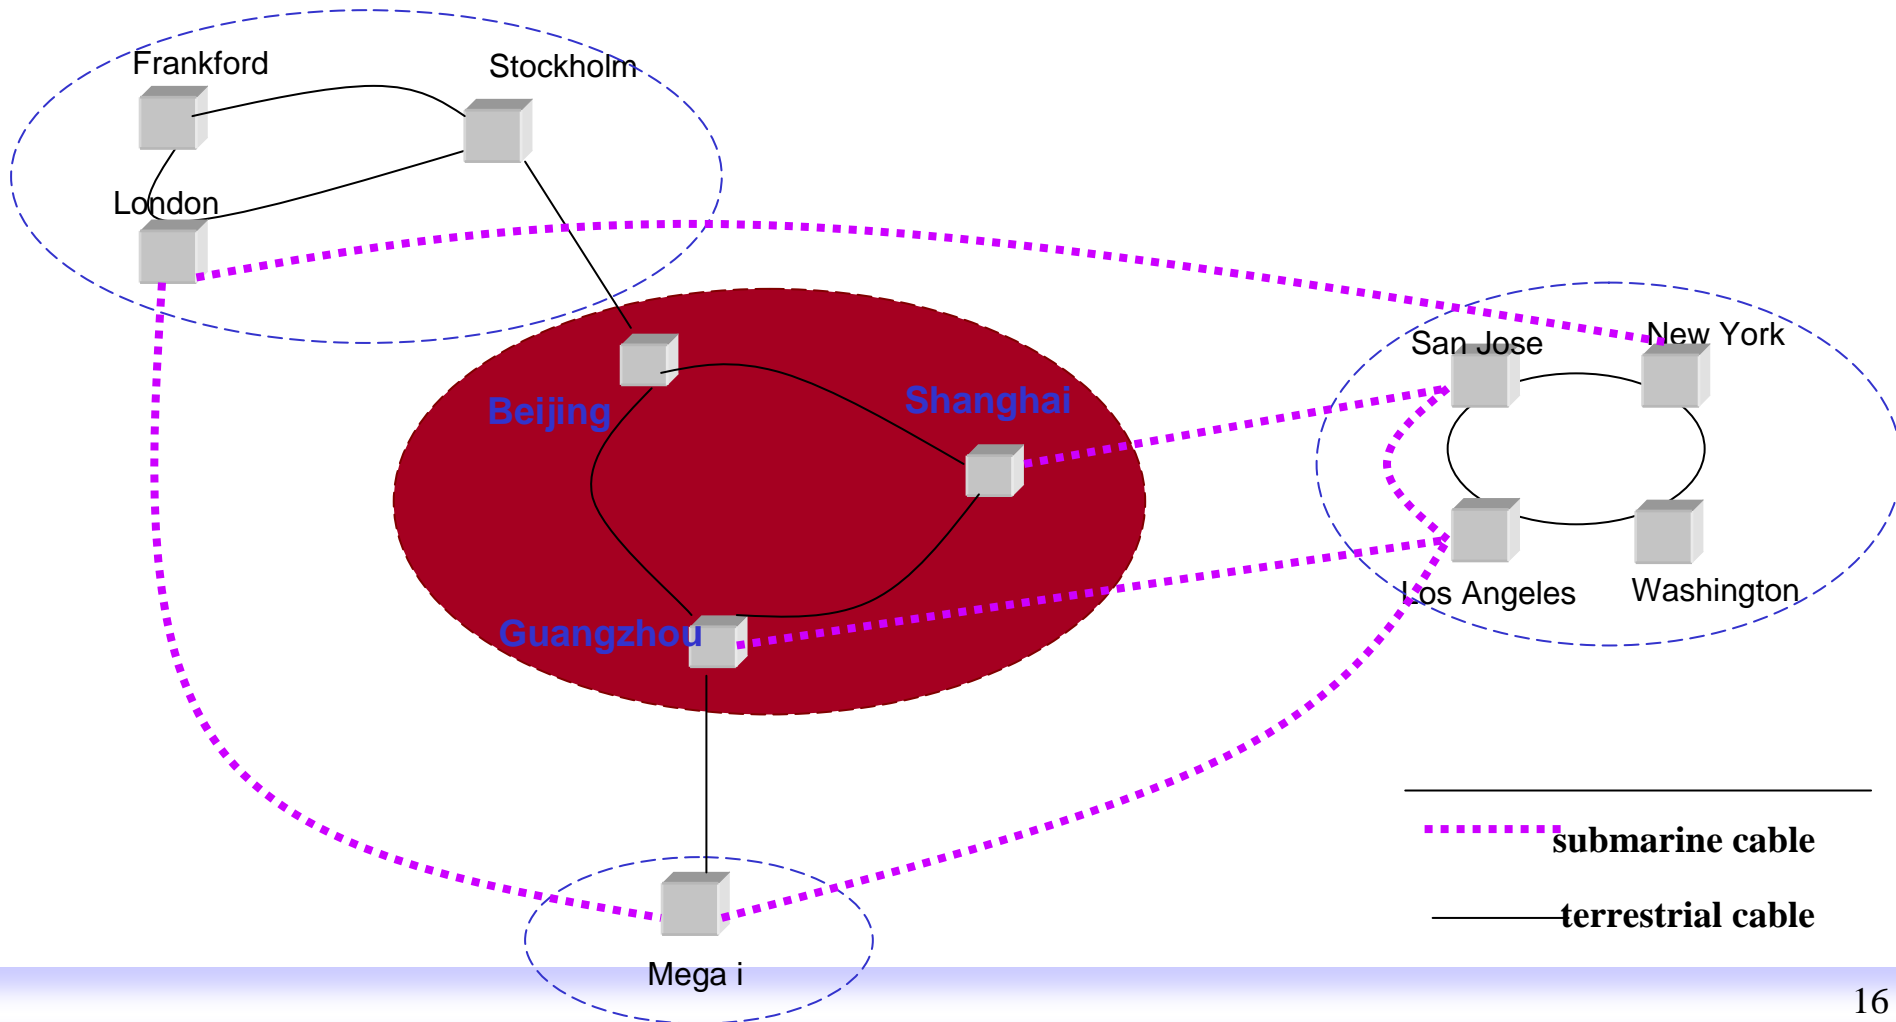 Frankford
Stockholm
London
San Jose
New York
Beijing
Shanghai
Guangzhou
Los Angeles
Washington
submarine cable
terrestrial cable
Mega i
16